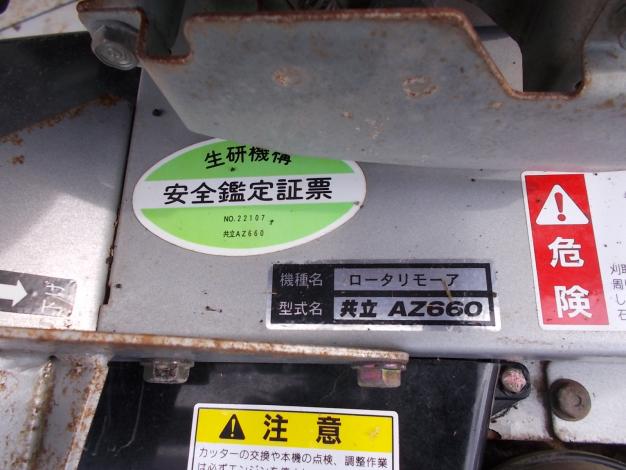 生研機構
安全鑑定証票
NO.22107
共立AZ660
機種名 ロータリモーア
型式名 共立 AZ660
危険
注意
カッターの交換や本機の点検、調整作業